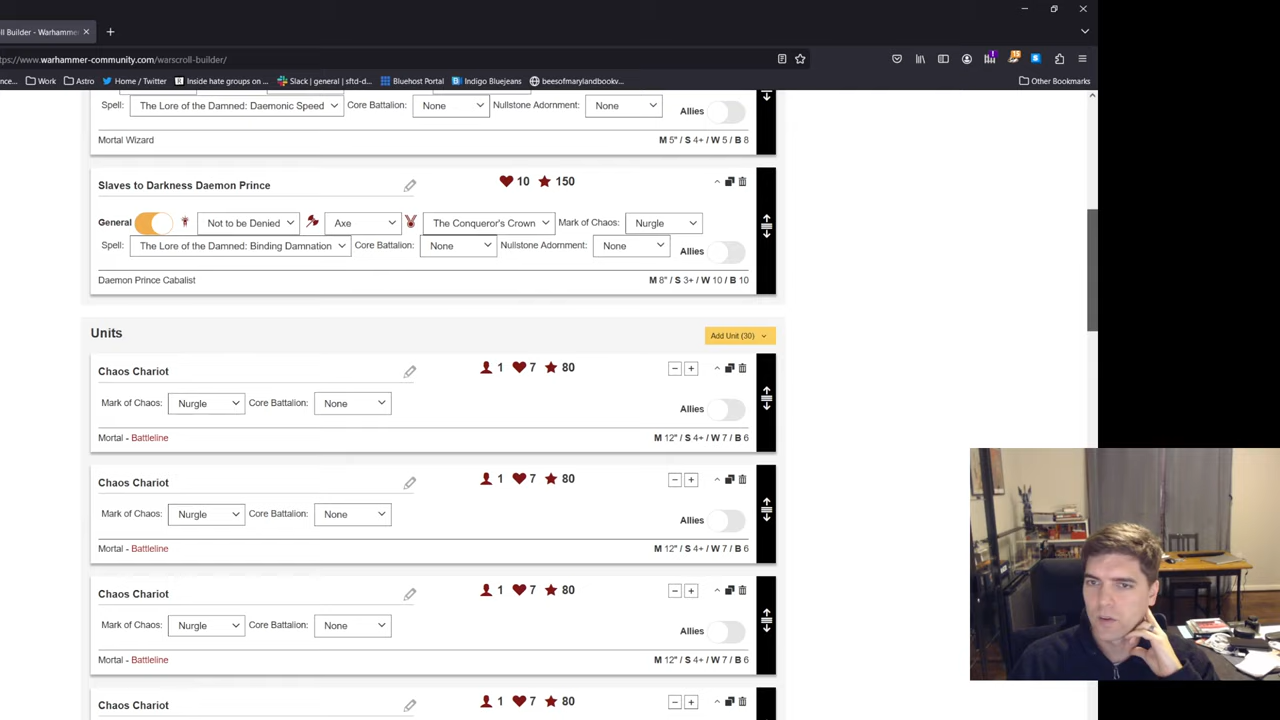 ll Builder - Warhamme
ttps://www.warhammer-community.com/warscroll-builder/
1
15
nce... Work Astro Home / Twitter Inside hate groups on ... Slack | general | sftd-d... Bluehost Portal Indigo Bluejeans beesofmarylandbookv... Other Bookmarks
Spell: The Lore of the Damned: Daemonic Speed Core Battalion: None Nullstone Adornment: None Allies
Mortal Wizard M 5" / S 4+ / W 5 / B 8
Slaves to Darkness Daemon Prince 10 150
General Not to be Denied Axe The Conqueror's Crown Mark of Chaos: Nurgle
Spell: The Lore of the Damned: Binding Damnation Core Battalion: None Nullstone Adornment: None Allies
Daemon Prince Cabalist M 8" / S 3+ / W 10 / B 10
Units Add Unit (30)
Chaos Chariot 1 7 80
Mark of Chaos: Nurgle Core Battalion: None Allies
Mortal - Battleline M 12" / S 4+ / W 7 / B 6
Chaos Chariot 1 7 80
Mark of Chaos: Nurgle Core Battalion: None Allies
Mortal - Battleline M 12" / S 4+ / W 7 / B 6
Chaos Chariot 1 7 80
Mark of Chaos: Nurgle Core Battalion: None Allies
Mortal - Battleline M 12" / S 4+ / W 7 / B 6
Chaos Chariot 1 7 80